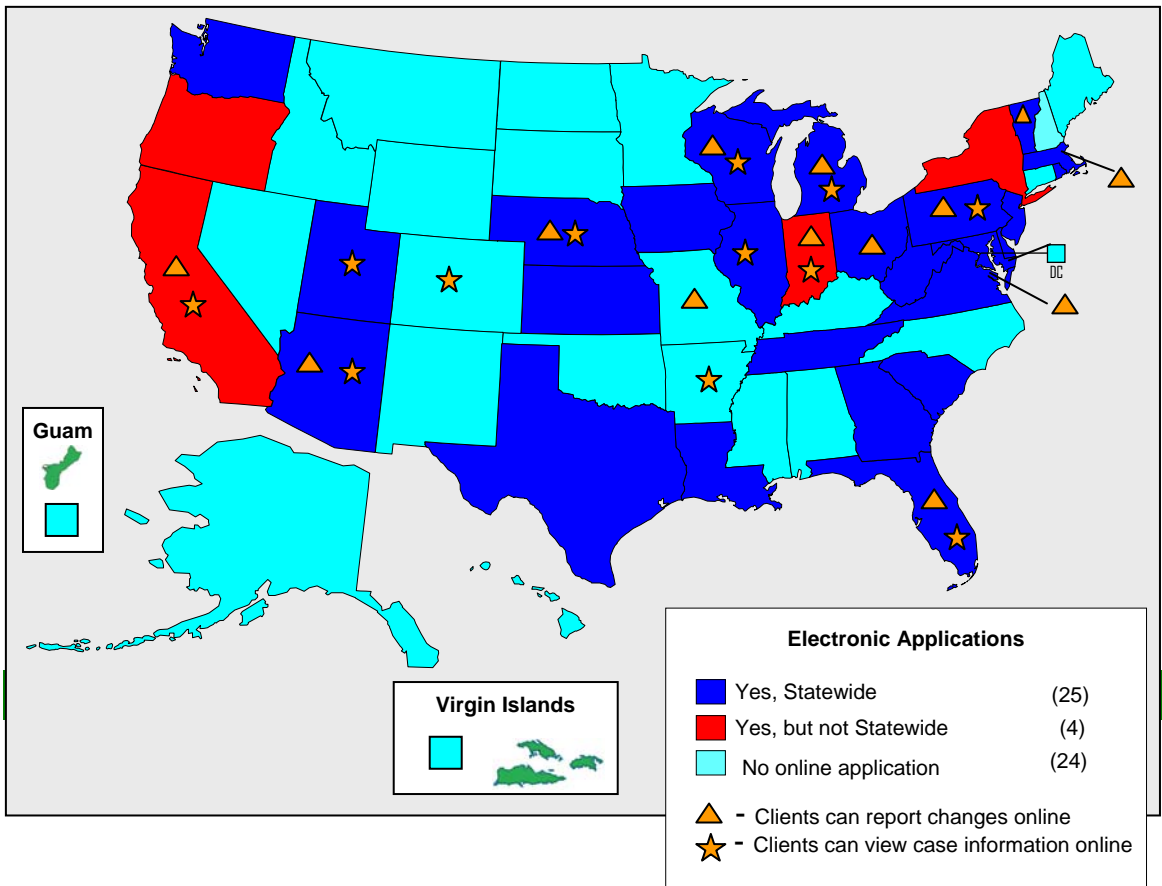 DC
Guam
Virgin Islands
Electronic Applications
Yes, Statewide (25)
Yes, but not Statewide (4)
No online application (24)
- Clients can report changes online
- Clients can view case information online